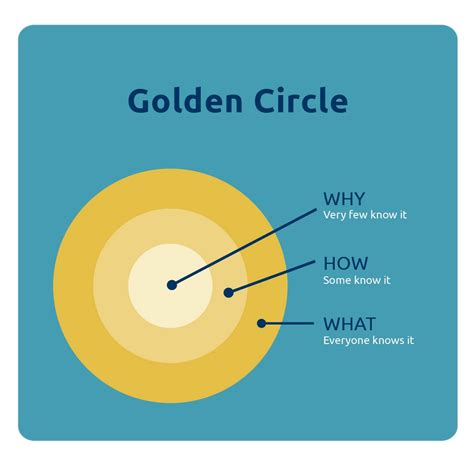 Golden Circle
WHY
Very few know it
HOW
Some know it
WHAT
Everyone knows it